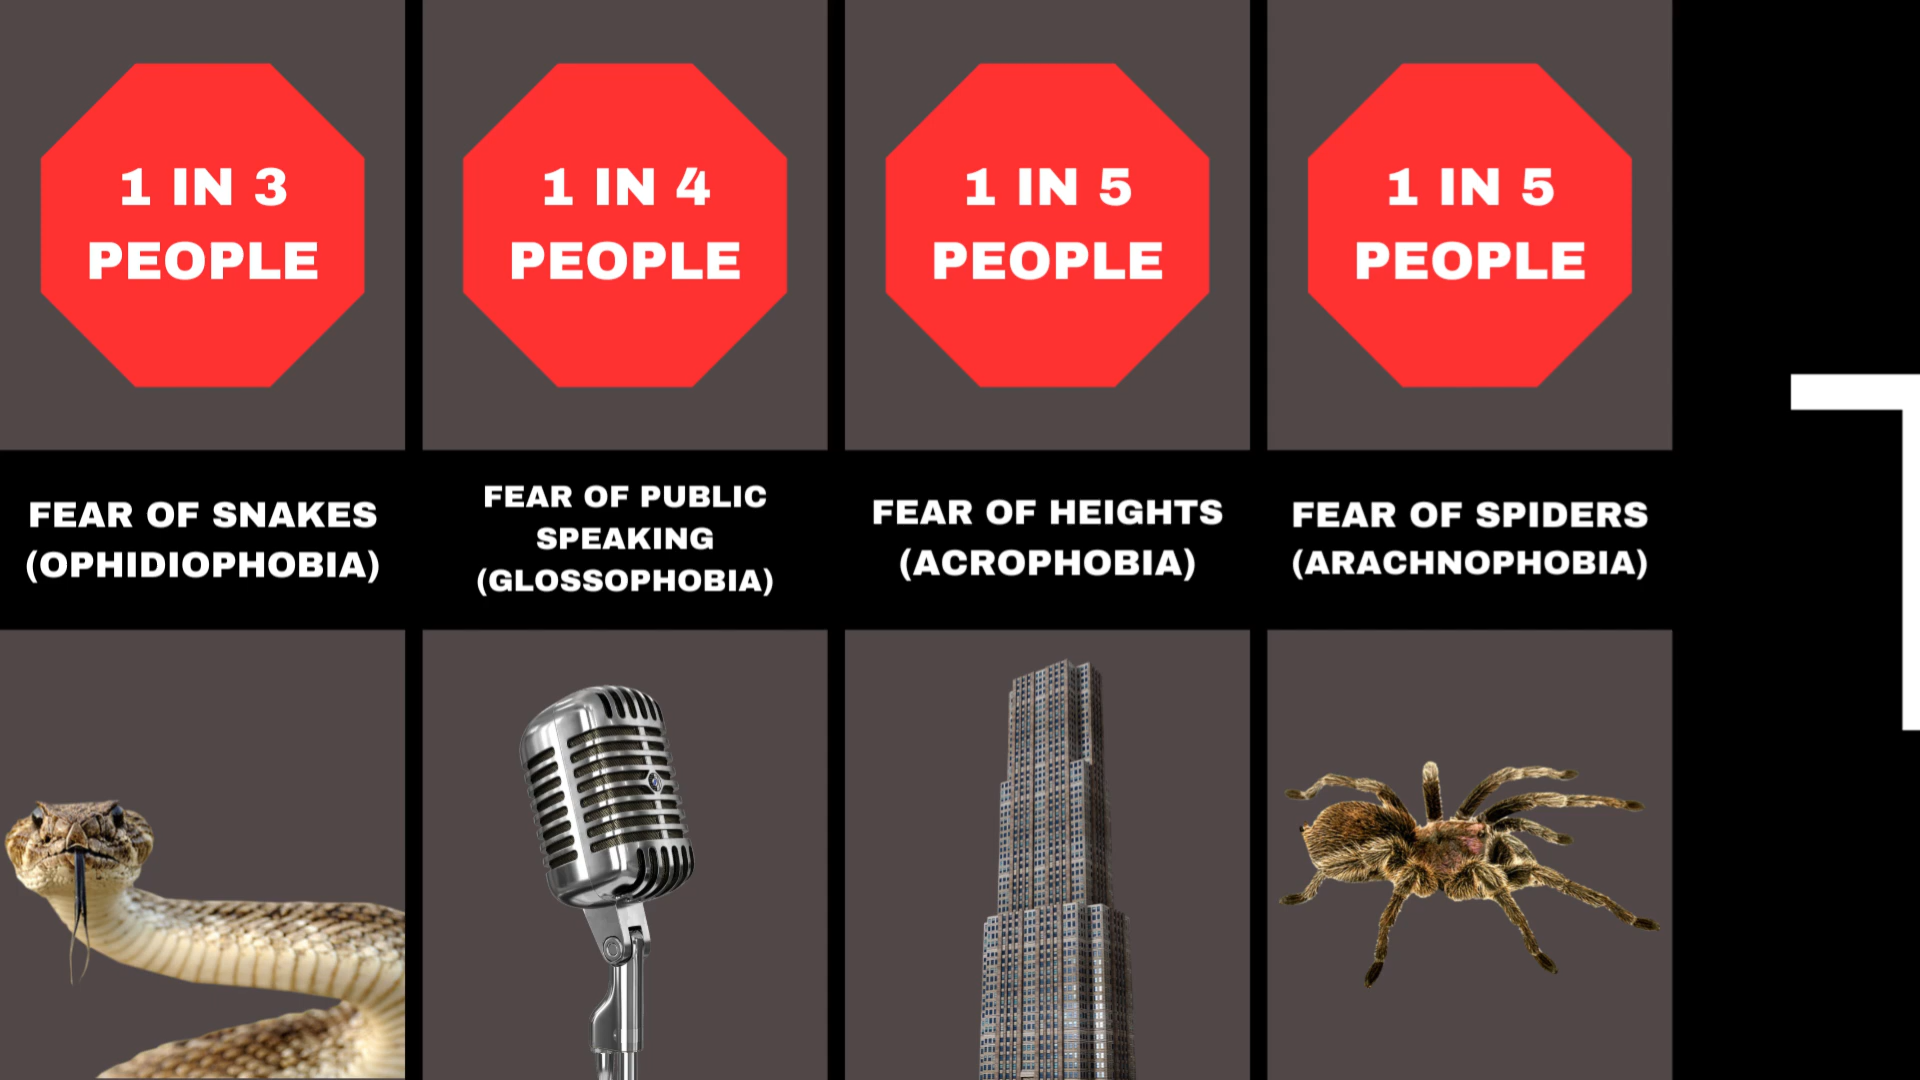 1 IN 3
PEOPLE
FEAR OF SNAKES
(OPHIDIOPHOBIA)
1 IN 4
PEOPLE
FEAR OF PUBLIC
SPEAKING
(GLOSSOPHOBIA)
1 IN 5
PEOPLE
FEAR OF HEIGHTS
(ACROPHOBIA)
1 IN 5
PEOPLE
FEAR OF SPIDERS
(ARACHNOPHOBIA)